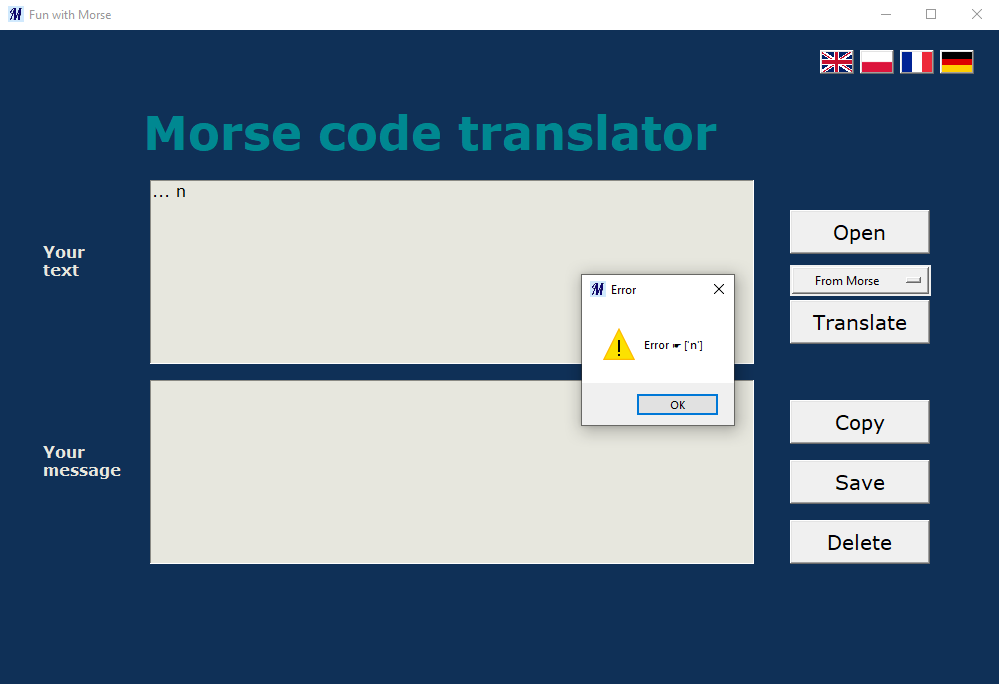 Fun with Morse
Morse code translator
... n
Your
text
Open
From Morse
Translate
Error
Error ☛ ['n']
OK
Your
message
Copy
Save
Delete